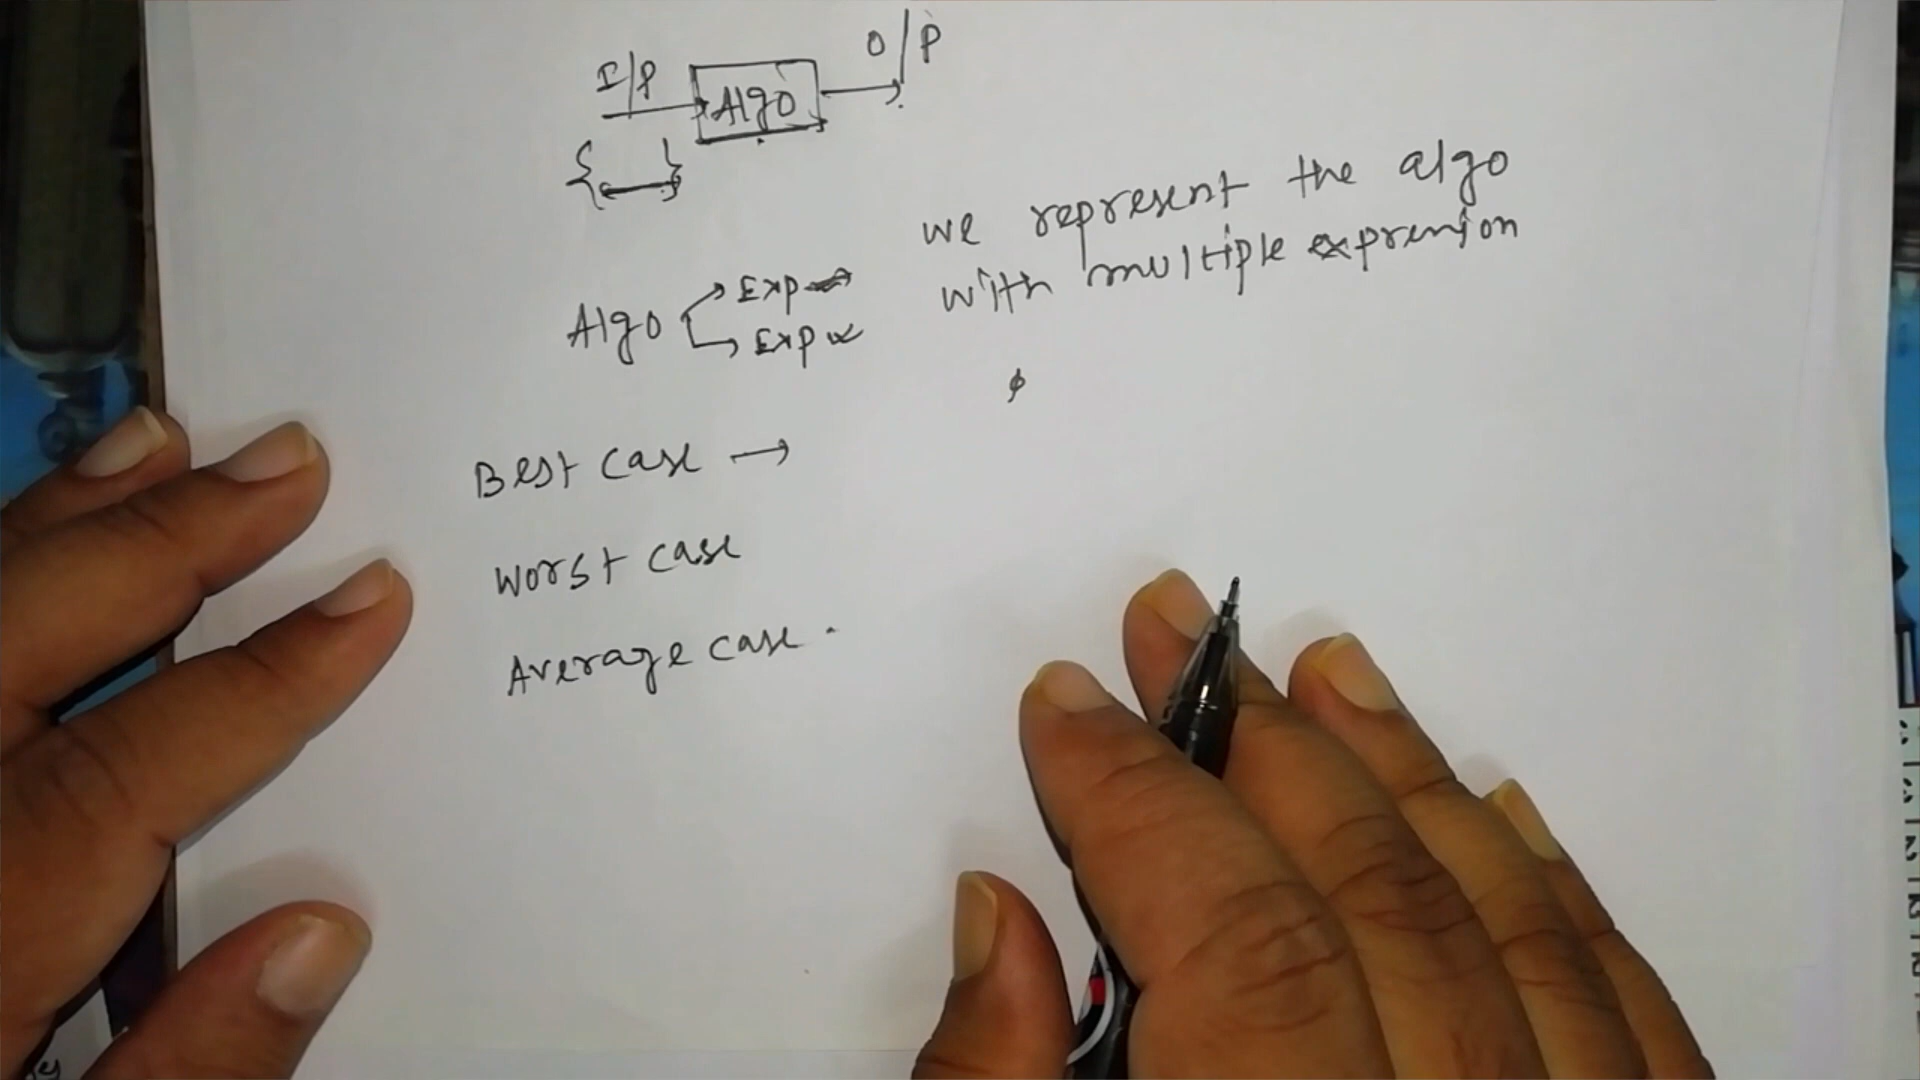 I/P
Algo
O/P
{ }
we represent the algo
with multiple expression
Algo
Exp
Exp
Best case →
worst case
Average case.